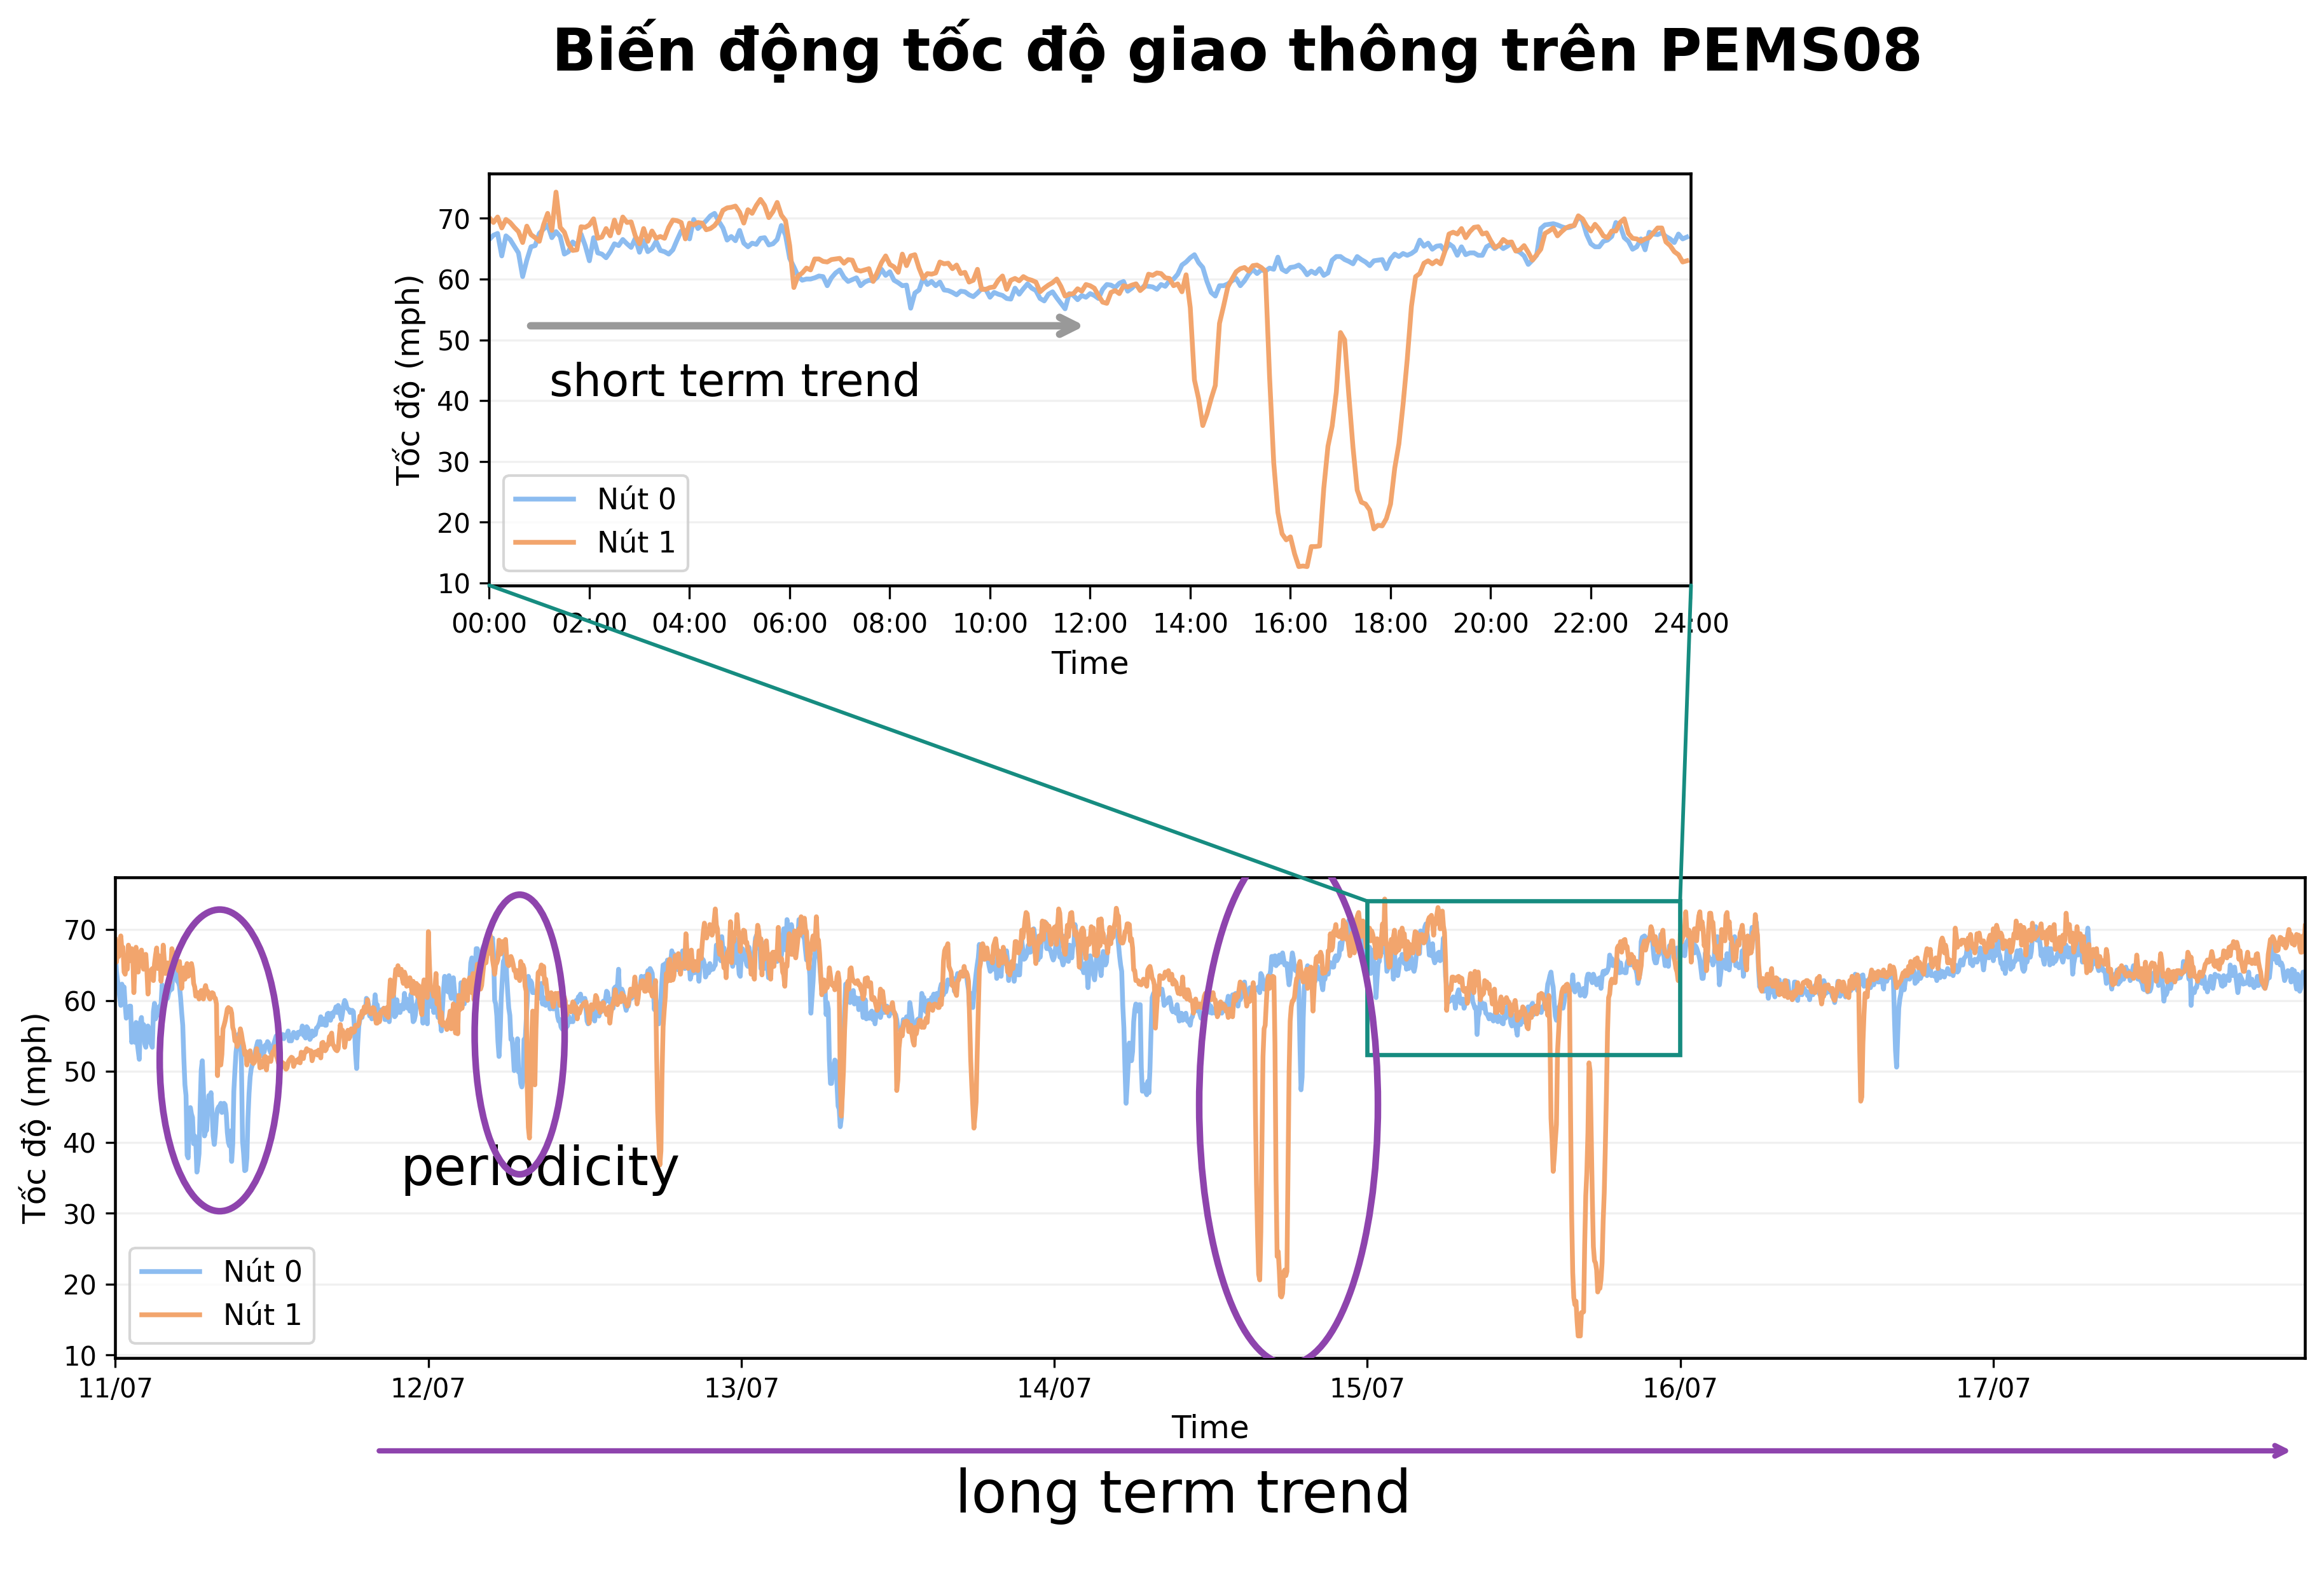 Biến động tốc độ giao thông trên PEMS08
70
60
50
40
30
20
10
Tốc độ (mph)
short term trend
Nút 0
Nút 1
00:00 02:00 04:00 06:00 08:00 10:00 12:00 14:00 16:00 18:00 20:00 22:00 24:00
Time
70
60
50
40
30
20
10
Tốc độ (mph)
periodicity
Nút 0
Nút 1
11/07 12/07 13/07 14/07 15/07 16/07 17/07
Time
long term trend